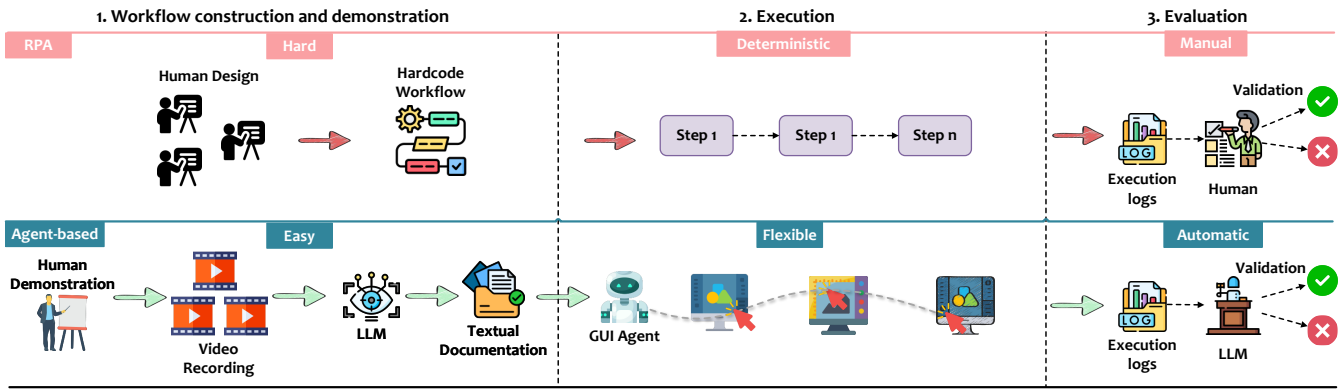 1. Workflow construction and demonstration
2. Execution
3. Evaluation
RPA
Hard
Deterministic
Manual
Human Design
Hardcode
Workflow
Step 1
Step 1
Step n
Validation
LOG
Execution
logs
Human
Agent-based
Easy
Flexible
Automatic
Human
Demonstration
Video
Recording
LLM
Textual
Documentation
GUI Agent
Validation
LOG
Execution
logs
LLM